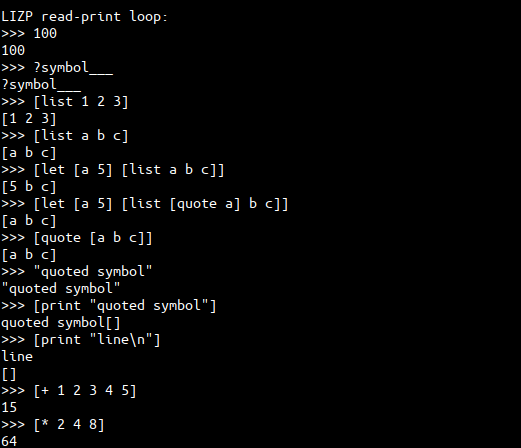 LIZP read-print loop:
>>> 100
100
>>> ?symbol___
?symbol___
>>> [list 1 2 3]
[1 2 3]
>>> [list a b c]
[a b c]
>>> [let [a 5] [list a b c]]
[5 b c]
>>> [let [a 5] [list [quote a] b c]]
[a b c]
>>> [quote [a b c]]
[a b c]
>>> "quoted symbol"
"quoted symbol"
>>> [print "quoted symbol"]
quoted symbol[]
>>> [print "line\n"]
line
[]
>>> [+ 1 2 3 4 5]
15
>>> [* 2 4 8]
64